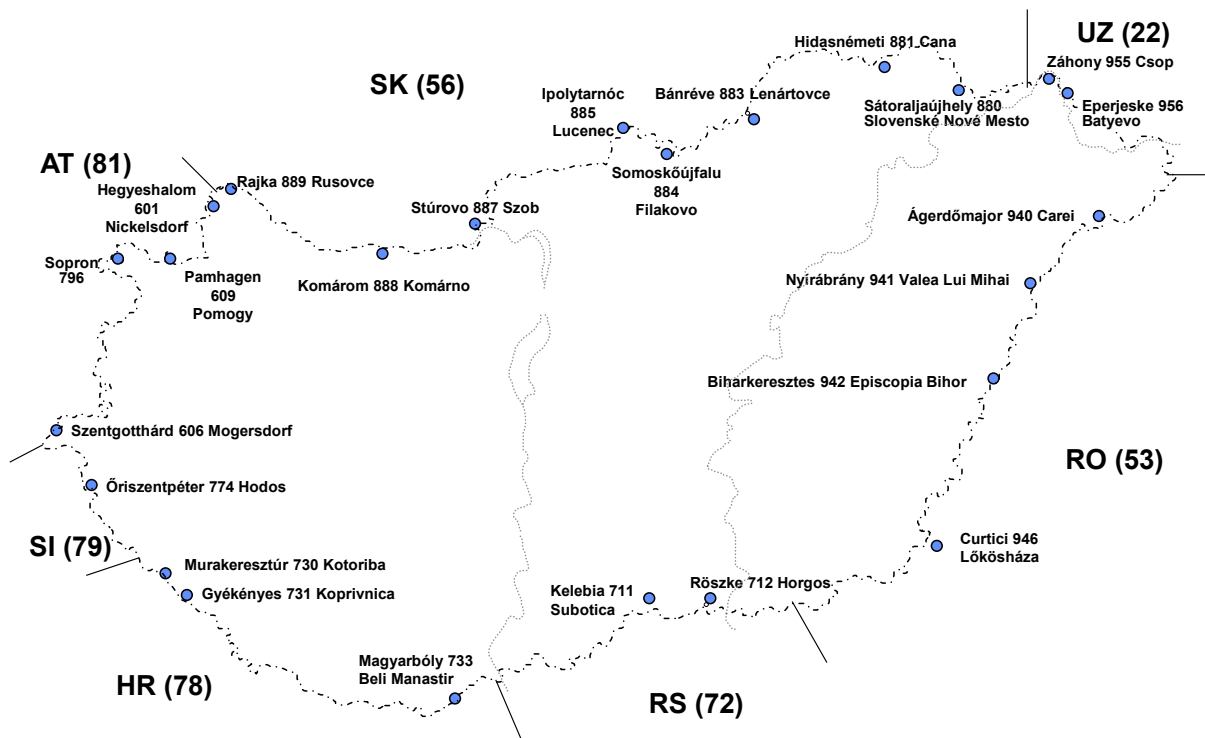 UZ (22)
Hidasnémeti 881 Cana
Záhony 955 Csop
SK (56)
Ipolytarnóc
885
Lucenec
Bánréve 883 Lenártovce
Sátoraljaújhely 880
Slovenské Nové Mesto
Eperjeske 956
Batyevo
AT (81)
Somoskőújfalu
884
Filakovo
Hegyeshalom
601
Nickelsdorf
Rajka 889 Rusovce
Stúrovo 887 Szob
Ágerdőmajor 940 Carei
Sopron
796
Pamhagen
609
Pomogy
Komárom 888 Komárno
Nyírábrány 941 Valea Lui Mihai
Biharkeresztes 942 Episcopia Bihor
Szentgotthárd 606 Mogersdorf
RO (53)
Őriszentpéter 774 Hodos
SI (79)
Curtici 946
Lőkösháza
Murakeresztúr 730 Kotoriba
Gyékényes 731 Koprivnica
Kelebia 711
Subotica
Röszke 712 Horgos
Magyarbóly 733
Beli Manastir
HR (78)
RS (72)